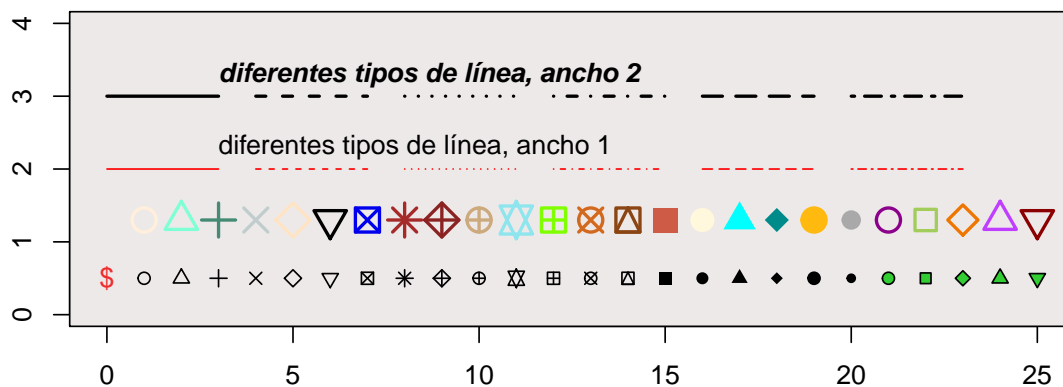 4
diferentes tipos de línea, ancho 2
3
diferentes tipos de línea, ancho 1
2
1
$
0
0 5 10 15 20 25